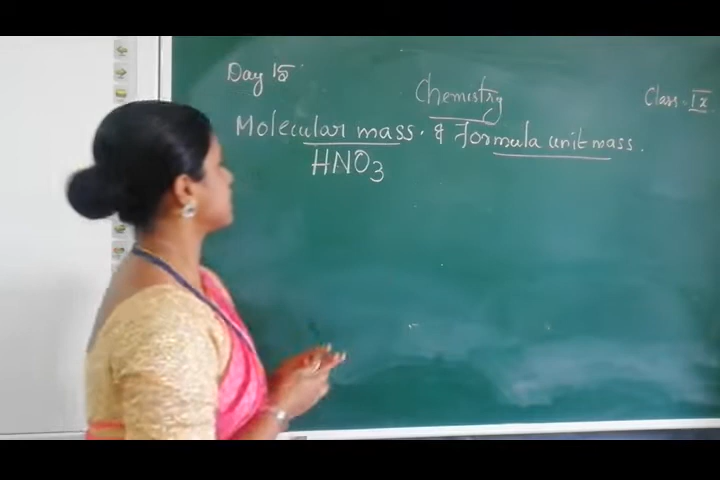 Day 15
Chemistry
Class - IX
Molecular mass. & Formula unit mass.
HNO3